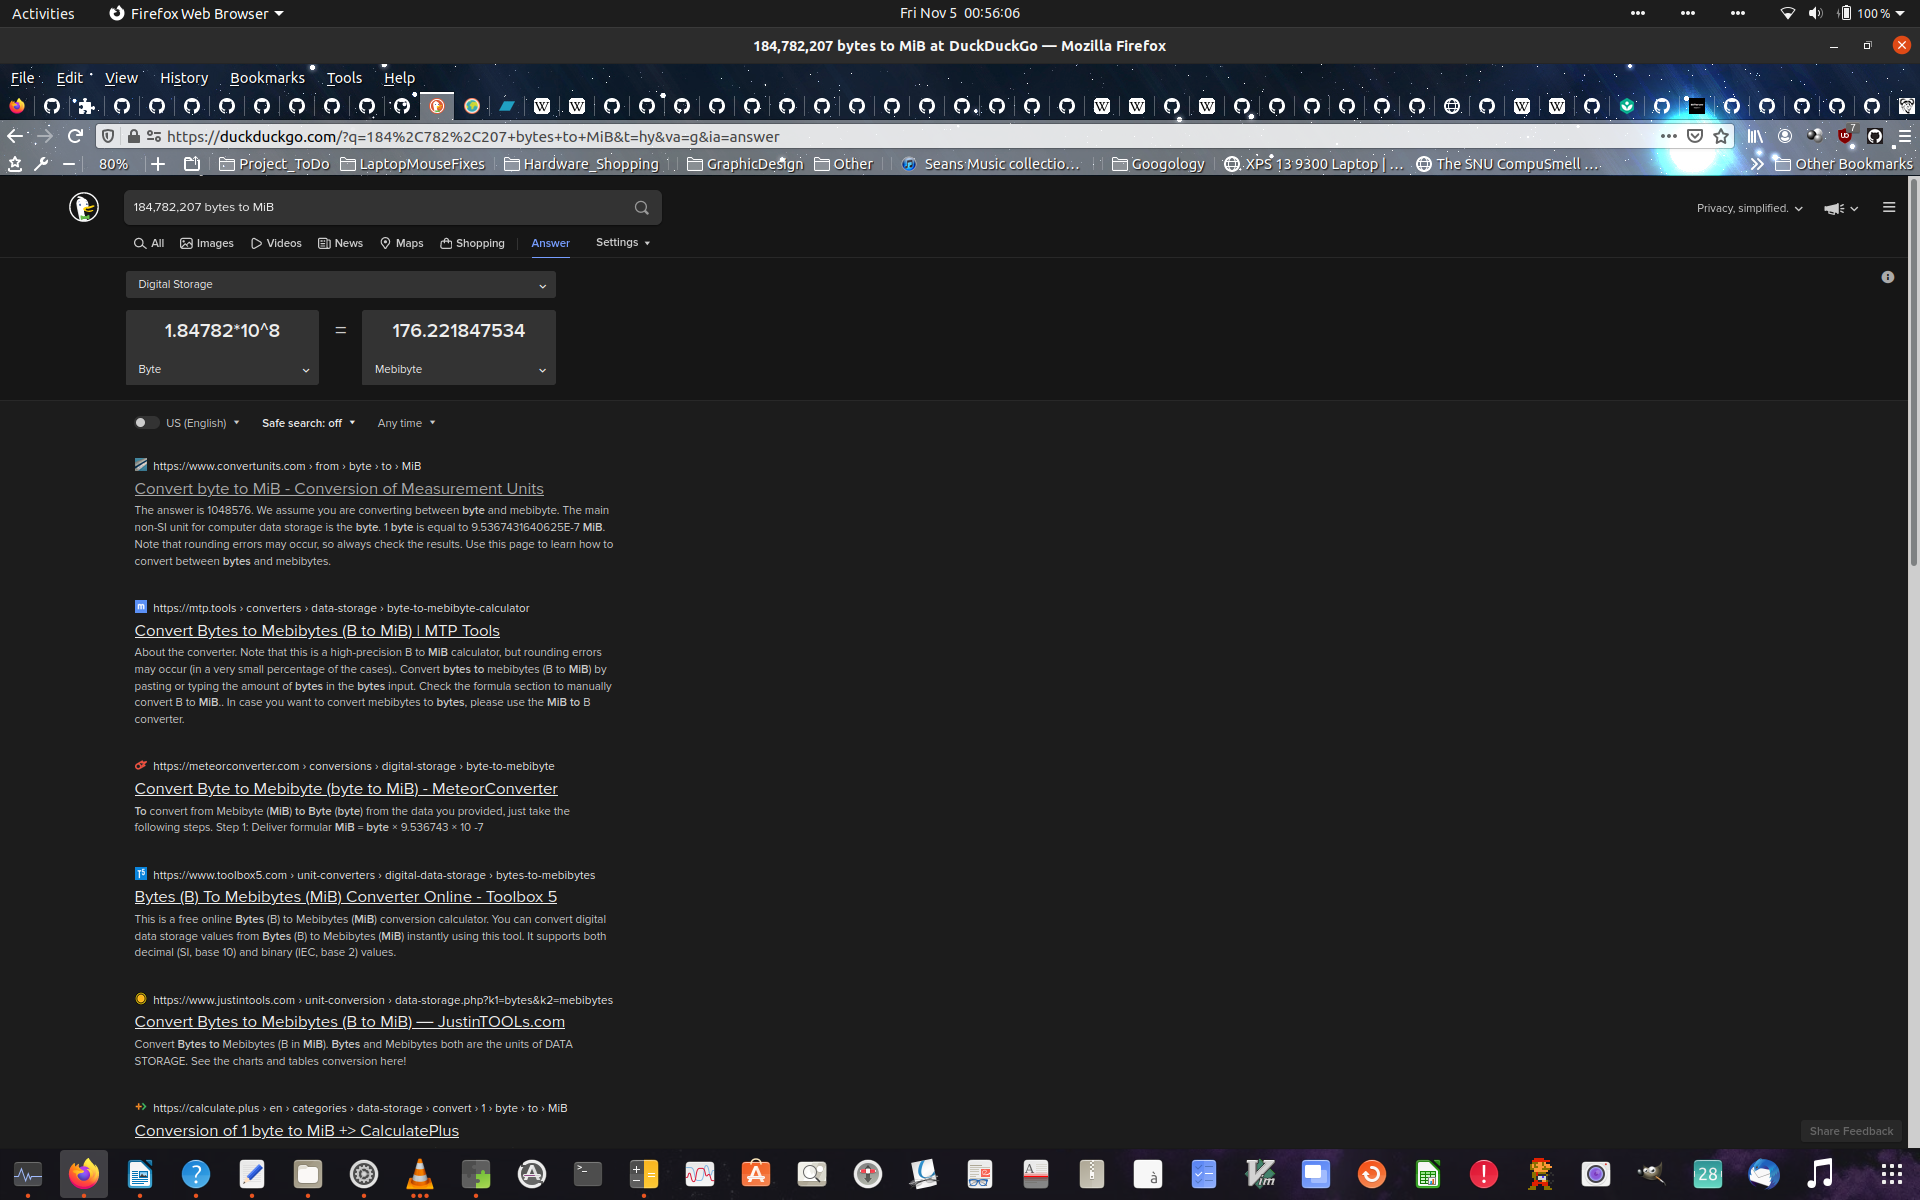 Activities
Firefox Web Browser
Fri Nov 5 00:56:06
100 %
184,782,207 bytes to MiB at DuckDuckGo — Mozilla Firefox
File Edit View History Bookmarks Tools Help
https://duckduckgo.com/?q=184%2C782%2C207+bytes+to+MiB&t=hy&va=g&ia=answer
80%
Project_ToDo
LaptopMouseFixes
Hardware_Shopping
GraphicDesign
Other
Seans Music collectio...
Googology
XPS 13 9300 Laptop | ...
The SNU CompuSmell ...
Other Bookmarks
184,782,207 bytes to MiB
Privacy, simplified.
All Images Videos News Maps Shopping Answer Settings
Digital Storage
1.84782*10^8 = 176.221847534
Byte Mebibyte
US (English) Safe search: off Any time
https://www.convertunits.com › from › byte › to › MiB
Convert byte to MiB - Conversion of Measurement Units
The answer is 1048576. We assume you are converting between byte and mebibyte. The main
non-SI unit for computer data storage is the byte. 1 byte is equal to 9.5367431640625E-7 MiB.
Note that rounding errors may occur, so always check the results. Use this page to learn how to
convert between bytes and mebibytes.
https://mtp.tools › converters › data-storage › byte-to-mebibyte-calculator
Convert Bytes to Mebibytes (B to MiB) | MTP Tools
About the converter. Note that this is a high-precision B to MiB calculator, but rounding errors
may occur (in a very small percentage of the cases).. Convert bytes to mebibytes (B to MiB) by
pasting or typing the amount of bytes in the bytes input. Check the formula section to manually
convert B to MiB.. In case you want to convert mebibytes to bytes, please use the MiB to B
converter.
https://meteorconverter.com › conversions › digital-storage › byte-to-mebibyte
Convert Byte to Mebibyte (byte to MiB) - MeteorConverter
To convert from Mebibyte (MiB) to Byte (byte) from the data you provided, just take the
following steps. Step 1: Deliver formular MiB = byte × 9.536743 × 10 -7
https://www.toolbox5.com › unit-converters › digital-data-storage › bytes-to-mebibytes
Bytes (B) To Mebibytes (MiB) Converter Online - Toolbox 5
This is a free online Bytes (B) to Mebibytes (MiB) conversion calculator. You can convert digital
data storage values from Bytes (B) to Mebibytes (MiB) instantly using this tool. It supports both
decimal (SI, base 10) and binary (IEC, base 2) values.
https://www.justintools.com › unit-conversion › data-storage.php?k1=bytes&k2=mebibytes
Convert Bytes to Mebibytes (B to MiB) — JustinTOOLs.com
Convert Bytes to Mebibytes (B in MiB). Bytes and Mebibytes both are the units of DATA
STORAGE. See the charts and tables conversion here!
https://calculate.plus › en › categories › data-storage › convert › 1 › byte › to › MiB
Conversion of 1 byte to MiB +> CalculatePlus
Share Feedback
28